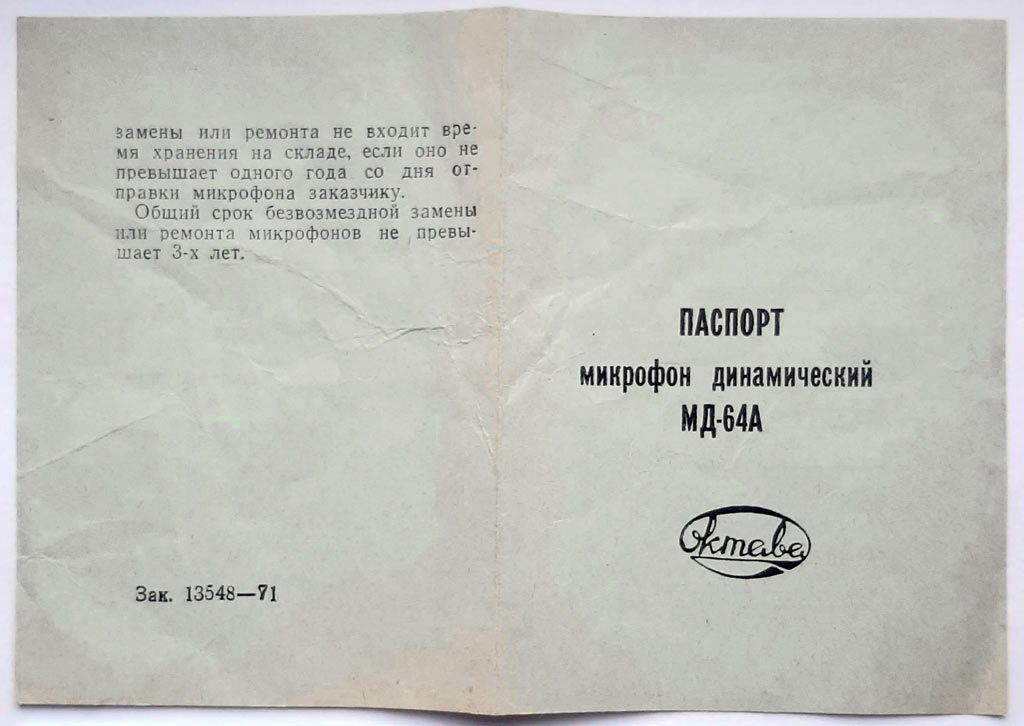 замены или ремонта не входит вре-
мя хранения на складе, если оно не
превышает одного года со дня от-
правки микрофона заказчику.
Общий срок безвозмездной замены
или ремонта микрофонов не превы-
шает 3-х лет.
Зак. 13548—71
ПАСПОРТ
микрофон динамический
МД-64А
Октава